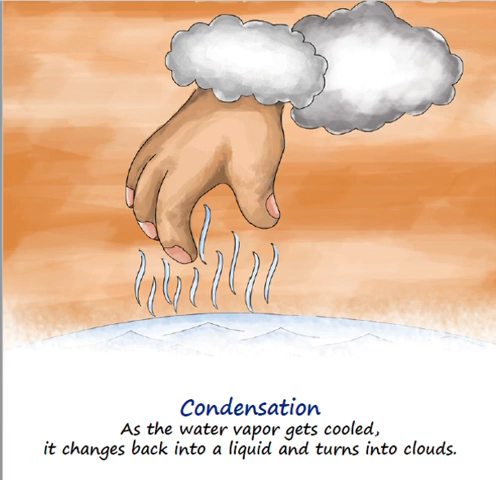 Condensation
As the water vapor gets cooled,
it changes back into a liquid and turns into clouds.